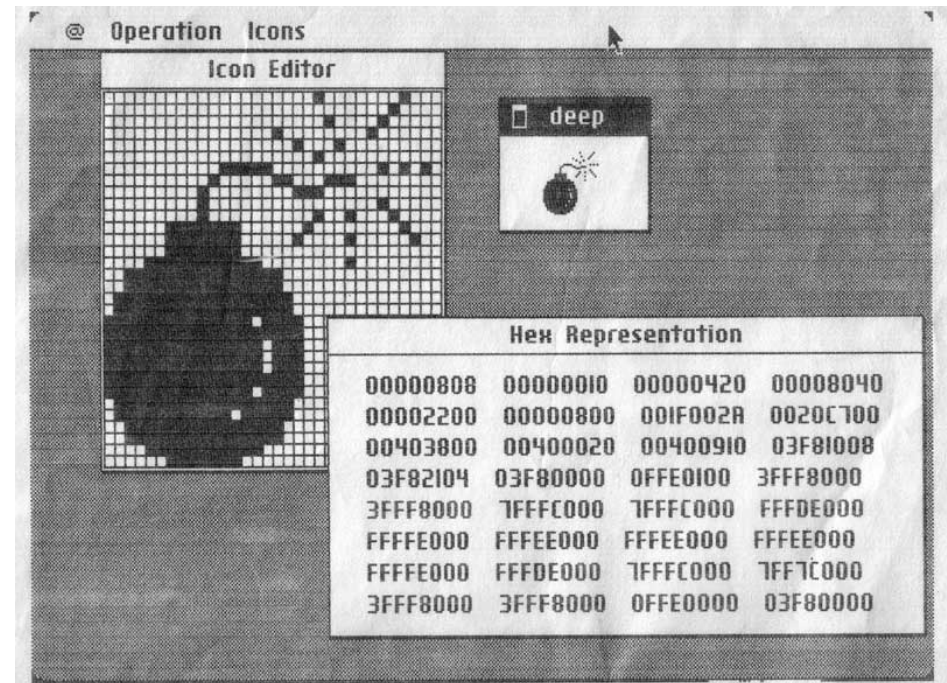 @ Operation Icons
Icon Editor
deep
Hex Representation
00000808 00000010 00000420 00008040
00002200 00000800 001F002A 0020C700
00403800 00400020 00400910 03F81008
03F82104 03F80000 0FFE0100 3FFF8000
3FFF8000 7FFFC000 7FFFC000 FFFDE000
FFFFE000 FFFEE000 FFFEE000 FFFEE000
FFFFE000 FFFDE000 7FFFC000 7FF7C000
3FFF8000 3FFF8000 0FFE0000 03F80000